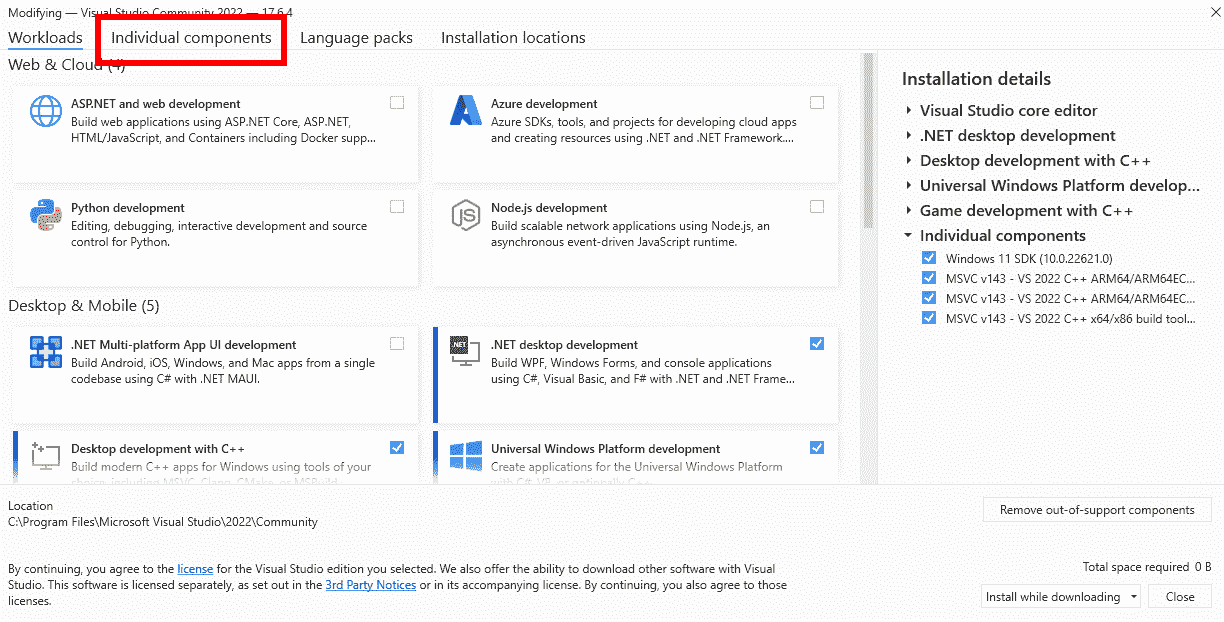 Modifying — Visual Studio Community 2022 — 17.6.4
Workloads
Individual components
Language packs
Installation locations
Web & Cloud (4)
ASP.NET and web development
Build web applications using ASP.NET Core, ASP.NET,
HTML/JavaScript, and Containers including Docker supp...
Azure development
Azure SDKs, tools, and projects for developing cloud apps
and creating resources using .NET and .NET Framework....
Python development
Editing, debugging, interactive development and source
control for Python.
JS
Node.js development
Build scalable network applications using Node.js, an
asynchronous event-driven JavaScript runtime.
Desktop & Mobile (5)
.NET Multi-platform App UI development
Build Android, iOS, Windows, and Mac apps from a single
codebase using C# with .NET MAUI.
.NET
.NET desktop development
Build WPF, Windows Forms, and console applications
using C#, Visual Basic, and F# with .NET and .NET Frame...
Desktop development with C++
Build modern C++ apps for Windows using tools of your
choice, including MSVC, Clang, CMake, or MSBuild.
Universal Windows Platform development
Create applications for the Universal Windows Platform
with C#, VB, or optionally C++.
Installation details
Visual Studio core editor
.NET desktop development
Desktop development with C++
Universal Windows Platform develop...
Game development with C++
Individual components
Windows 11 SDK (10.0.22621.0)
MSVC v143 - VS 2022 C++ ARM64/ARM64EC...
MSVC v143 - VS 2022 C++ ARM64/ARM64EC...
MSVC v143 - VS 2022 C++ x64/x86 build tool...
Location
C:\Program Files\Microsoft Visual Studio\2022\Community
Remove out-of-support components
By continuing, you agree to the license for the Visual Studio edition you selected. We also offer the ability to download other software with Visual
Studio. This software is licensed separately, as set out in the 3rd Party Notices or in its accompanying license. By continuing, you also agree to those
licenses.
Total space required 0 B
Install while downloading
Close